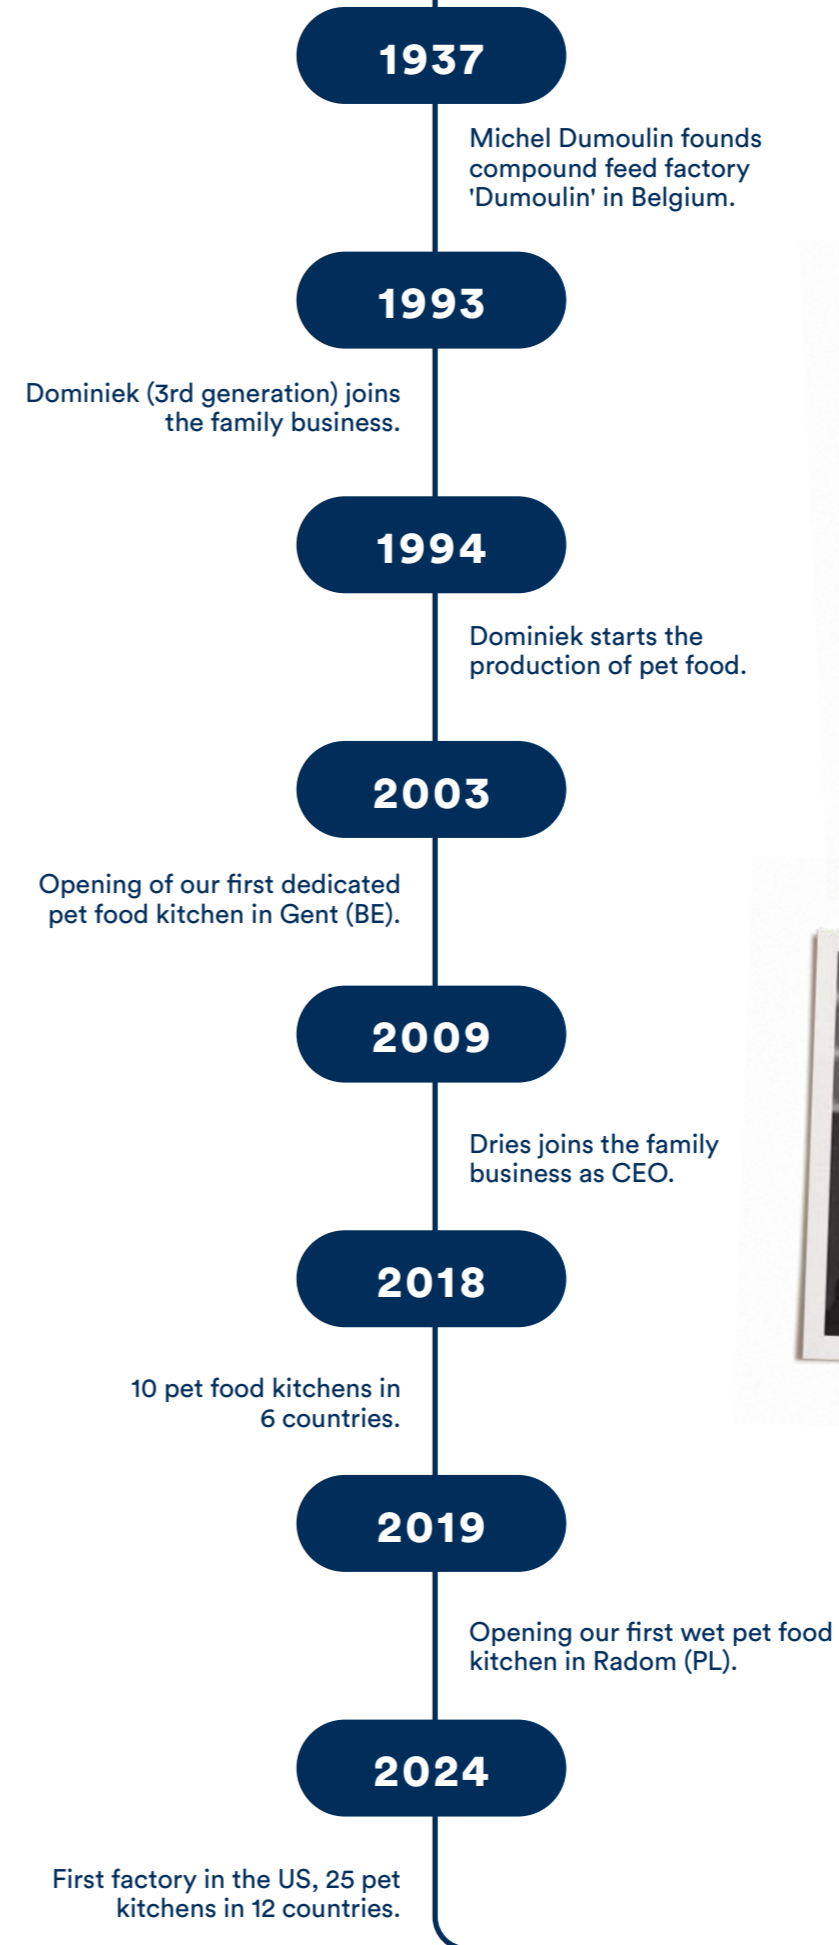 1937
Michel Dumoulin founds
compound feed factory
'Dumoulin' in Belgium.
1993
Dominiek (3rd generation) joins
the family business.
1994
Dominiek starts the
production of pet food.
2003
Opening of our first dedicated
pet food kitchen in Gent (BE).
2009
Dries joins the family
business as CEO.
2018
10 pet food kitchens in
6 countries.
2019
Opening our first wet pet food
kitchen in Radom (PL).
2024
First factory in the US, 25 pet
kitchens in 12 countries.